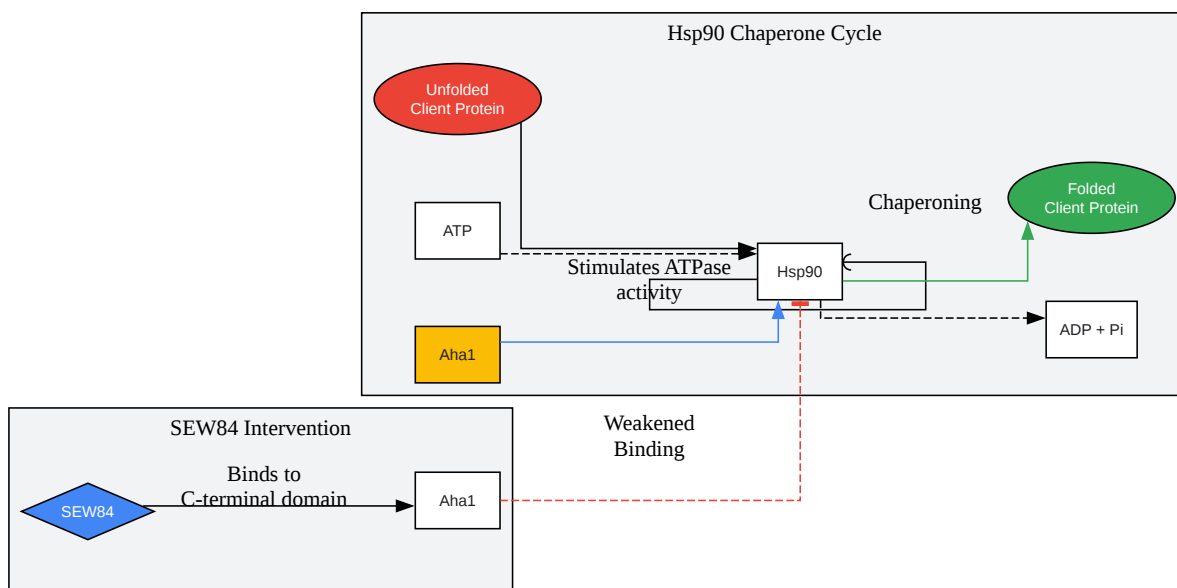 Hsp90 Chaperone Cycle
Unfolded
Client Protein
Folded
Client Protein
Chaperoning
ATP
Stimulates ATPase
activity
Hsp90
Aha1
ADP + Pi
Weakened
Binding
SEW84 Intervention
Binds to
C-terminal domain
SEW84
Aha1